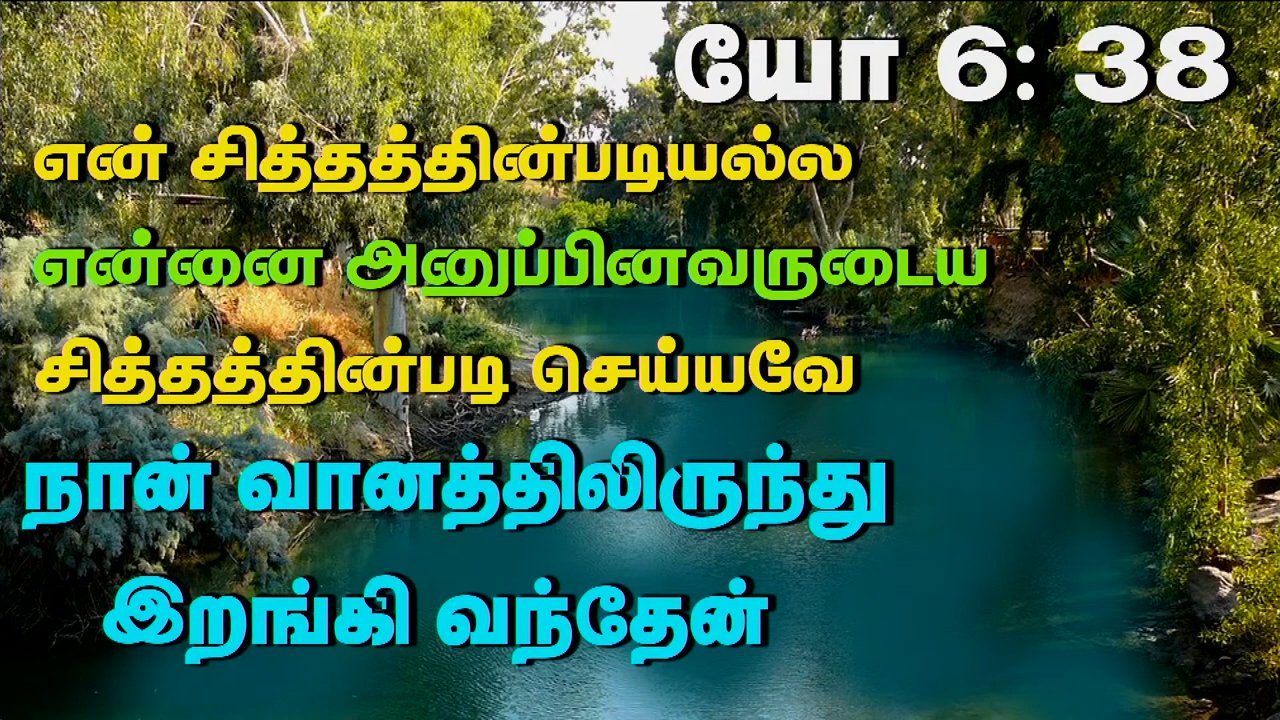 யோ 6: 38
என் சித்தத்தின்படியல்ல
என்னை அனுப்பினவருடைய
சித்தத்தின்படி செய்யவே
நான் வானத்திலிருந்து
இறங்கி வந்தேன்